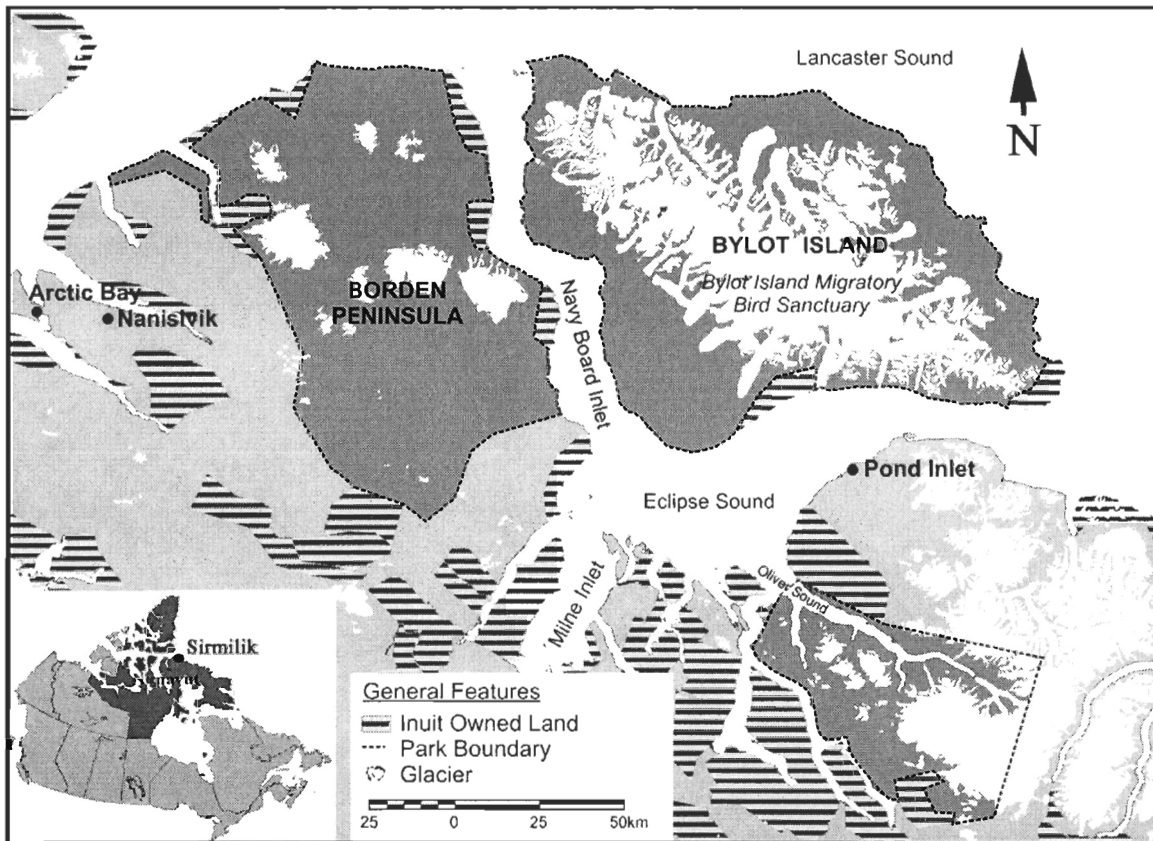 Lancaster Sound
N
BYLOT ISLAND
Bylot Island Migratory
Bird Sanctuary
BORDEN
PENINSULA
Arctic Bay
Nanisivik
Navy Board Inlet
Pond Inlet
Eclipse Sound
Oliver Sound
Milne Inlet
Sirmilik
Nunavut
General Features
Inuit Owned Land
Park Boundary
Glacier
25 0 25 50km